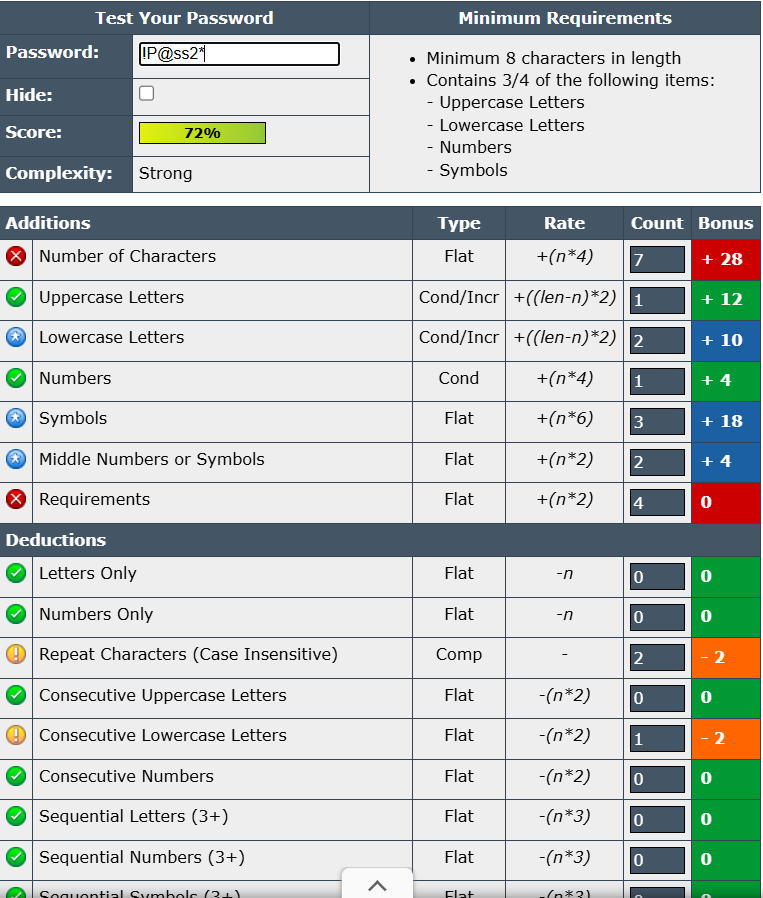 Test Your Password Minimum Requirements
Password: !P@ss2*
Hide:
Score: 72%
Complexity: Strong
• Minimum 8 characters in length
• Contains 3/4 of the following items:
- Uppercase Letters
- Lowercase Letters
- Numbers
- Symbols
Additions Type Rate Count Bonus
Number of Characters Flat +(n*4) 7 + 28
Uppercase Letters Cond/Incr +((len-n)*2) 1 + 12
Lowercase Letters Cond/Incr +((len-n)*2) 2 + 10
Numbers Cond +(n*4) 1 + 4
Symbols Flat +(n*6) 3 + 18
Middle Numbers or Symbols Flat +(n*2) 2 + 4
Requirements Flat +(n*2) 4 0
Deductions
Letters Only Flat -n 0 0
Numbers Only Flat -n 0 0
Repeat Characters (Case Insensitive) Comp - 2 - 2
Consecutive Uppercase Letters Flat -(n*2) 0 0
Consecutive Lowercase Letters Flat -(n*2) 1 - 2
Consecutive Numbers Flat -(n*2) 0 0
Sequential Letters (3+) Flat -(n*3) 0 0
Sequential Numbers (3+) Flat -(n*3) 0 0
Sequential Symbols (3+) Flat -(n*3) 0 0